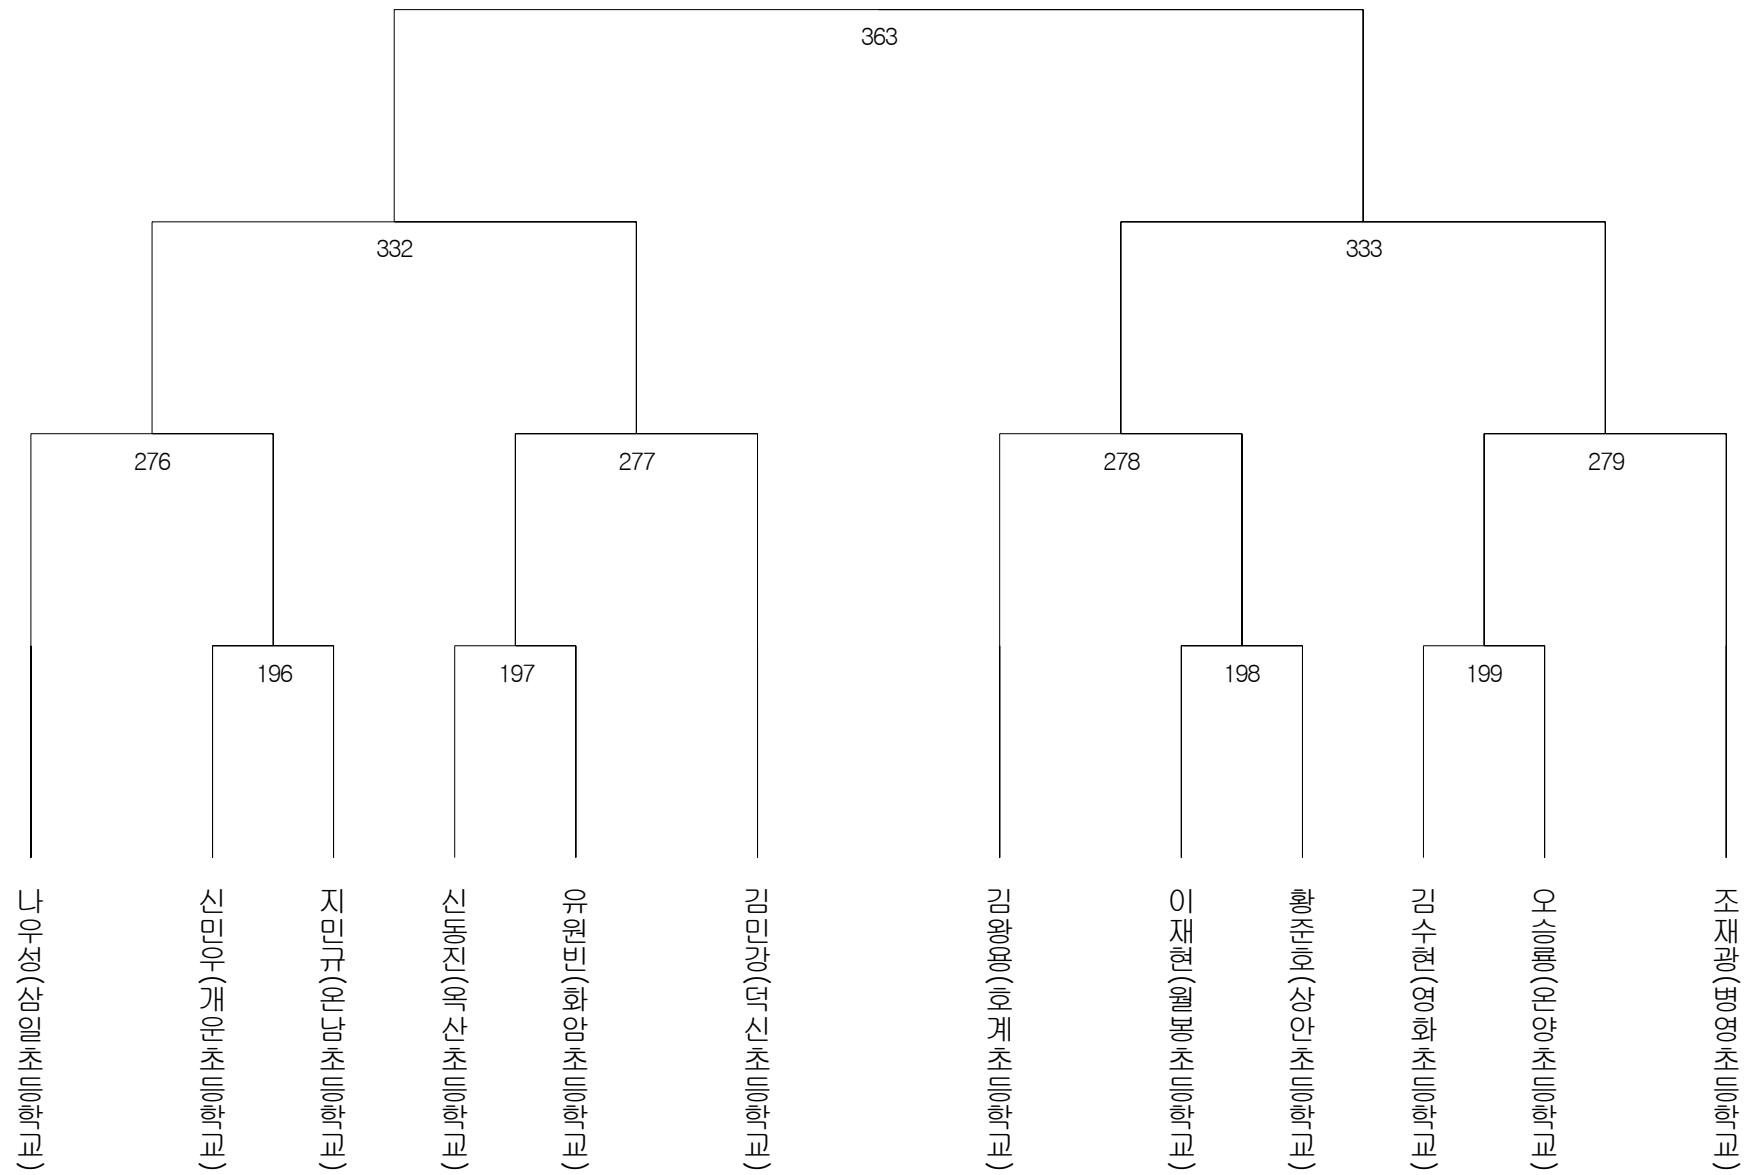 363
332
333
276
277
278
279
196
197
198
199
나우성(삼일초등학교)
신민우(개운초등학교)
지민규(온남초등학교)
신동진(옥산초등학교)
유원빈(화암초등학교)
김민강(덕신초등학교)
김왕용(호계초등학교)
이재현(월봉초등학교)
황준호(상안초등학교)
김수현(영화초등학교)
오승룡(온양초등학교)
조재광(병영초등학교)